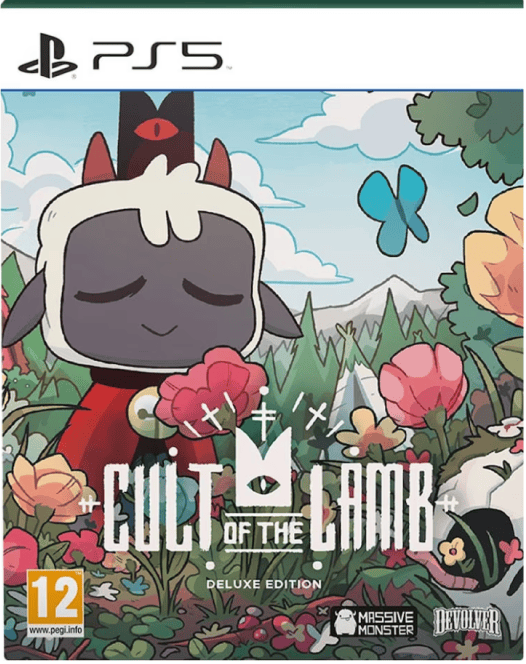 PS5
CULT
OF THE
LAMB
DELUXE EDITION
12
www.pegi.info
MASSIVE
MONSTER
DEVOLVER